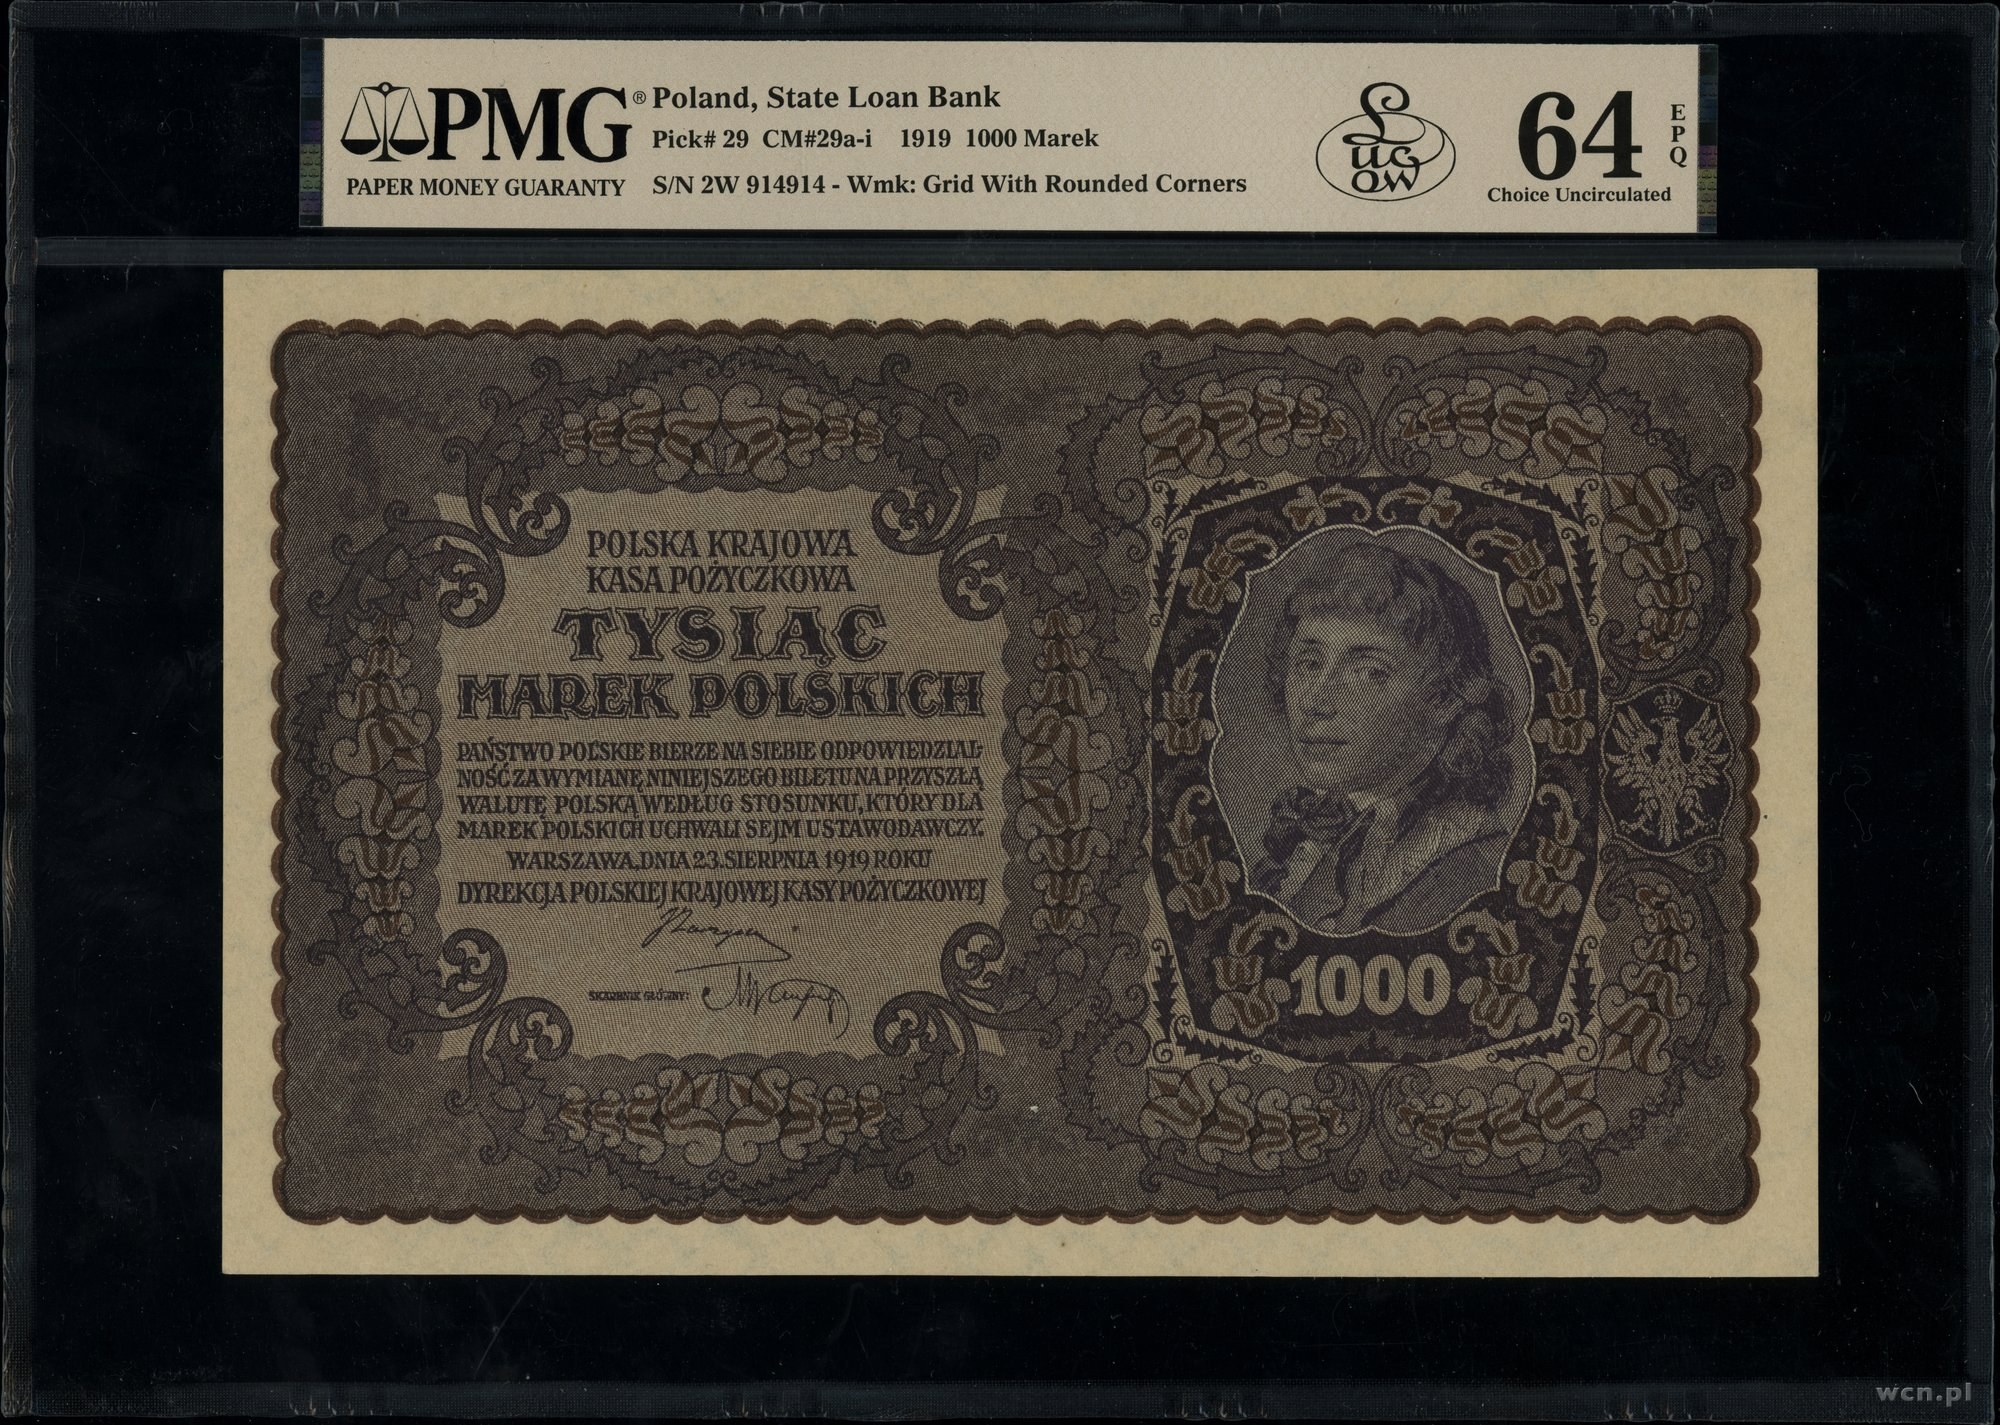 PMG® Poland, State Loan Bank
Pick# 29 CM#29a-i 1919 1000 Marek
PAPER MONEY GUARANTY
S/N 2W 914914 - Wmk: Grid With Rounded Corners
Lucow
64 EPQ
Choice Uncirculated
POLSKA KRAJOWA
KASA POŻYCZKOWA
TYSIĄC
MAREK POLSKICH
PAŃSTWO POLSKIE BIERZE NA SIEBIE ODPOWIEDZIAL-
NOŚĆ ZA WYMIANĘ NINIEJSZEGO BILETU NA PRZYSZŁĄ
WALUTĘ POLSKĄ WEDŁUG STOSUNKU, KTÓRY DLA
MAREK POLSKICH UCHWALI SEJM USTAWODAWCZY.
WARSZAWA, DNIA 23. SIERPNIA 1919 ROKU
DYREKCJA POLSKIEJ KRAJOWEJ KASY POŻYCZKOWEJ
SKARBNIK GŁÓWNY:
1000
wcn.pl